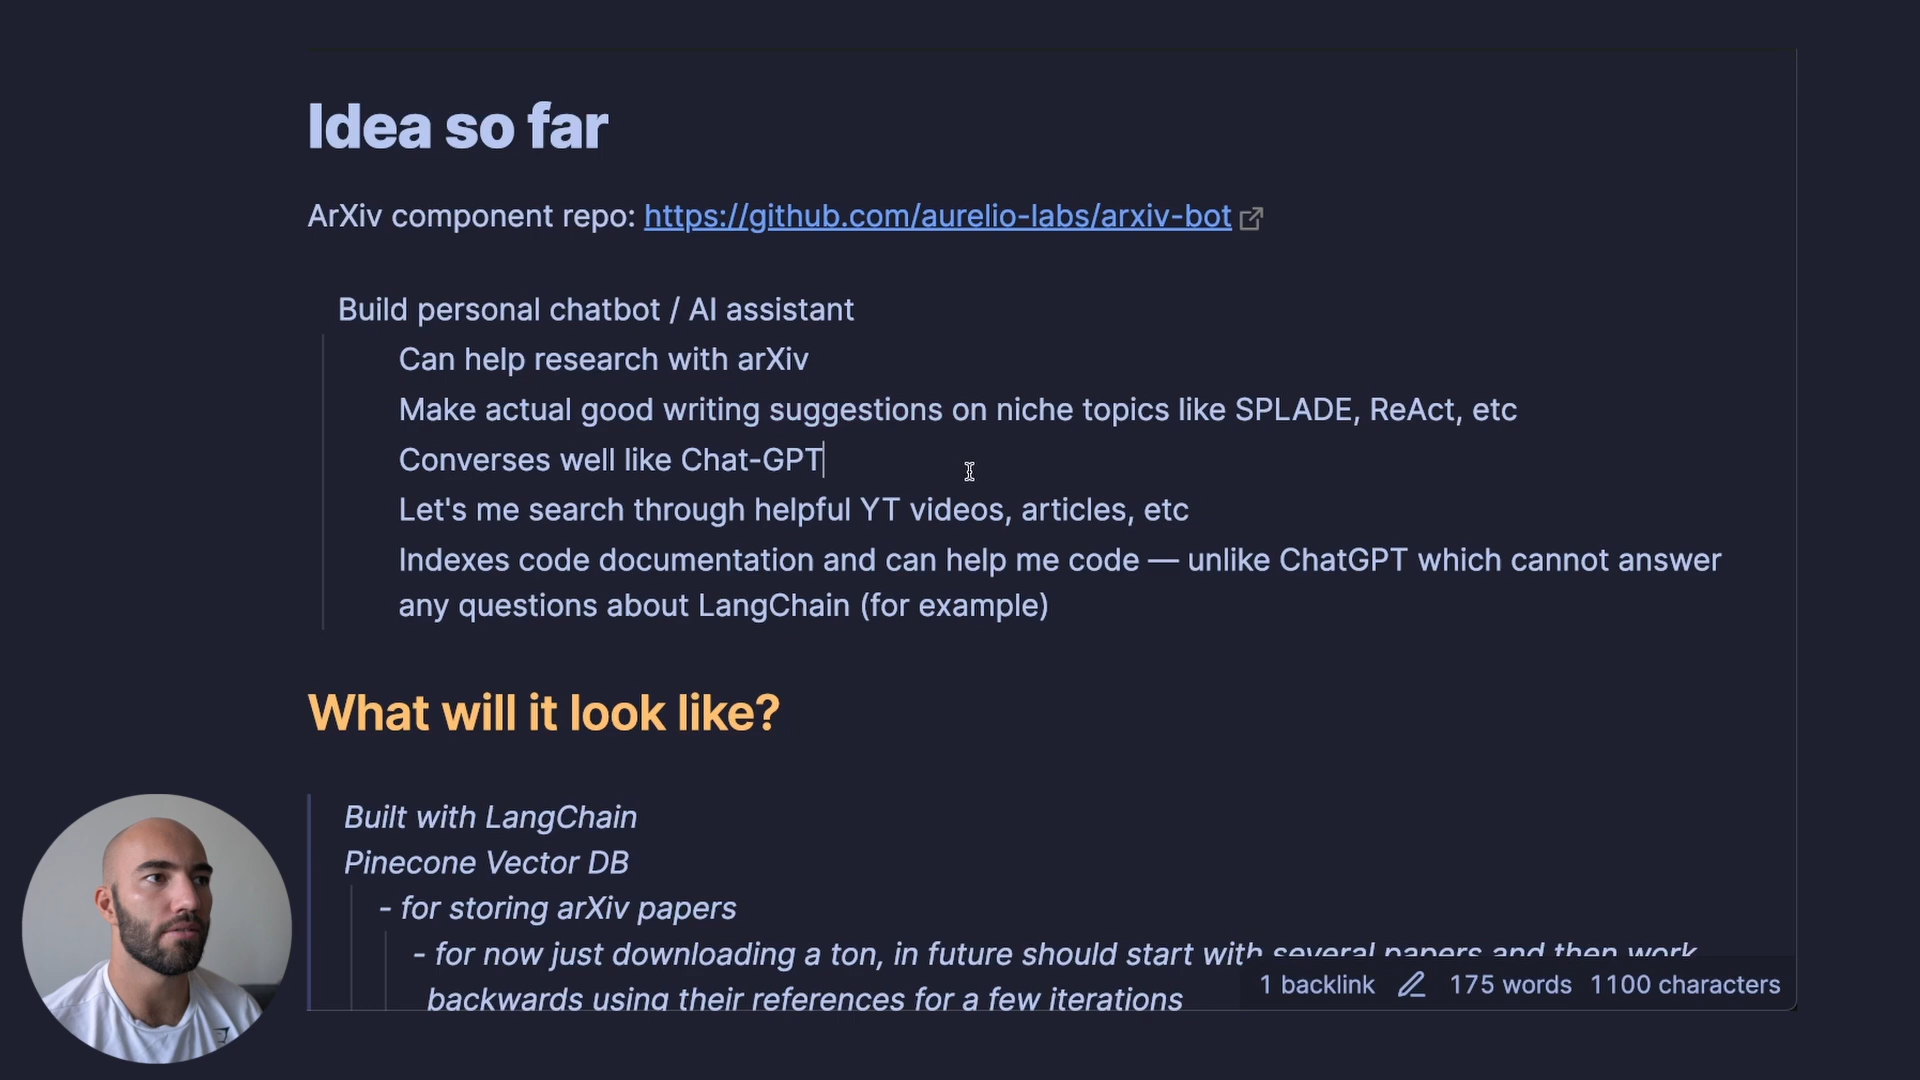 Idea so far
ArXiv component repo: https://github.com/aurelio-labs/arxiv-bot
Build personal chatbot / AI assistant
Can help research with arXiv
Make actual good writing suggestions on niche topics like SPLADE, ReAct, etc
Converses well like Chat-GPT
Let's me search through helpful YT videos, articles, etc
Indexes code documentation and can help me code — unlike ChatGPT which cannot answer
any questions about LangChain (for example)
What will it look like?
Built with LangChain
Pinecone Vector DB
- for storing arXiv papers
- for now just downloading a ton, in future should start with several papers and then work
backwards using their references for a few iterations
1 backlink 175 words 1100 characters